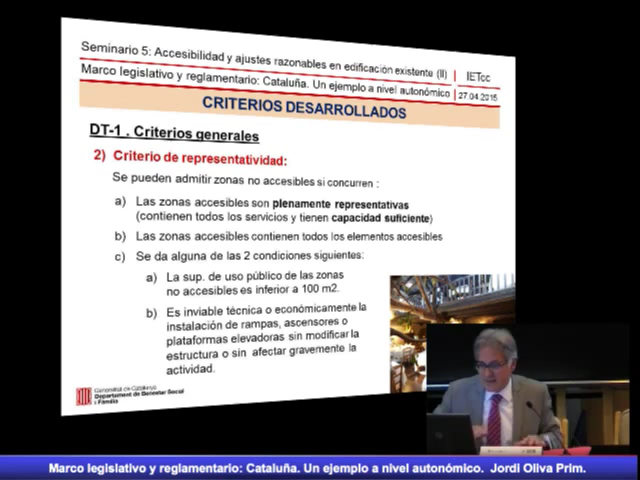 Seminario 5: Accesibilidad y ajustes razonables en edificación existente (II)
IETcc
Marco legislativo y reglamentario: Cataluña. Un ejemplo a nivel autonómico
27.04.2015
CRITERIOS DESARROLLADOS
DT-1 . Criterios generales
2) Criterio de representatividad:
Se pueden admitir zonas no accesibles si concurren :
a) Las zonas accesibles son plenamente representativas
(contienen todos los servicios y tienen capacidad suficiente)
b) Las zonas accesibles contienen todos los elementos accesibles
c) Se da alguna de las 2 condiciones siguientes:
a) La sup. de uso público de las zonas
no accesibles es inferior a 100 m2.
b) Es inviable técnica o económicamente la
instalación de rampas, ascensores o
plataformas elevadoras sin modificar la
estructura o sin afectar gravemente la
actividad.
Generalitat de Catalunya
Departament de Benestar Social
i Família
Marco legislativo y reglamentario: Cataluña. Un ejemplo a nivel autonómico. Jordi Oliva Prim.